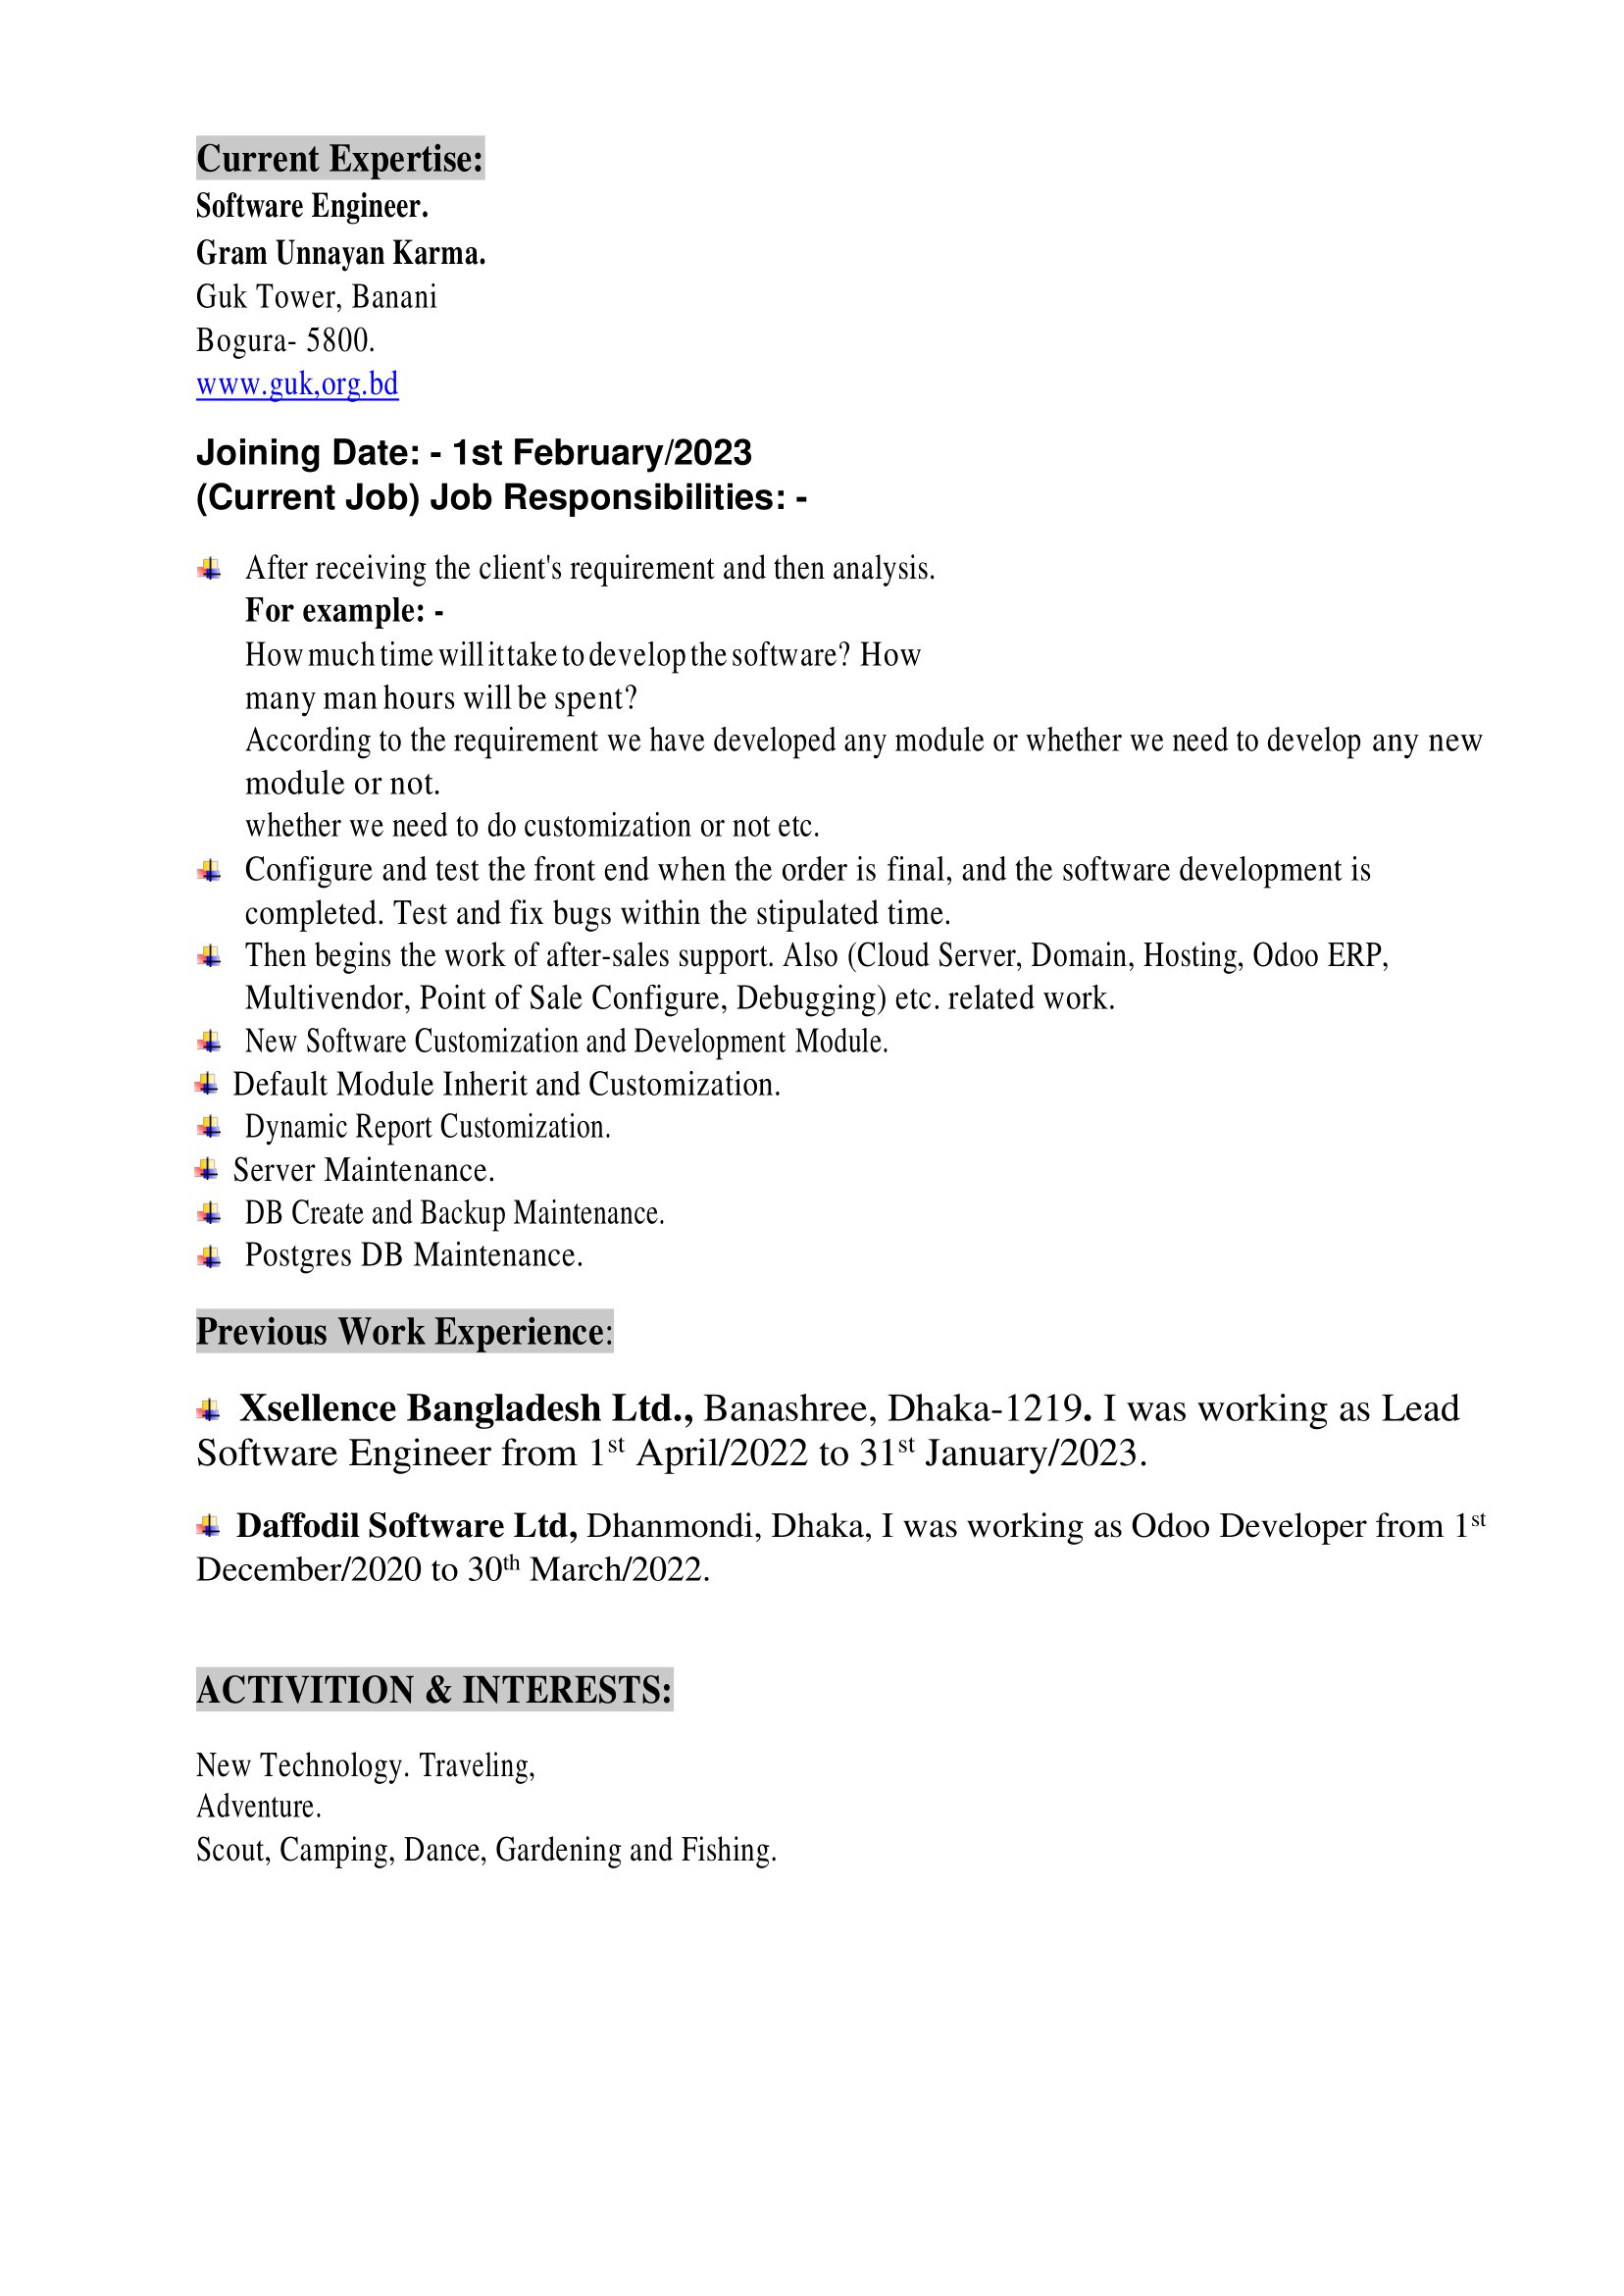 Current Expertise:
Software Engineer.
Gram Unnayan Karma.
Guk Tower, Banani
Bogura- 5800.
www.guk,org.bd
Joining Date: - 1st February/2023
(Current Job) Job Responsibilities: -
After receiving the client's requirement and then analysis.
For example: -
How much time will it take to develop the software? How
many man hours will be spent?
According to the requirement we have developed any module or whether we need to develop any new
module or not.
whether we need to do customization or not etc.
Configure and test the front end when the order is final, and the software development is
completed. Test and fix bugs within the stipulated time.
Then begins the work of after-sales support. Also (Cloud Server, Domain, Hosting, Odoo ERP,
Multivendor, Point of Sale Configure, Debugging) etc. related work.
New Software Customization and Development Module.
Default Module Inherit and Customization.
Dynamic Report Customization.
Server Maintenance.
DB Create and Backup Maintenance.
Postgres DB Maintenance.
Previous Work Experience:
Xsellence Bangladesh Ltd., Banashree, Dhaka-1219. I was working as Lead
Software Engineer from 1st April/2022 to 31st January/2023.
Daffodil Software Ltd, Dhanmondi, Dhaka, I was working as Odoo Developer from 1st
December/2020 to 30th March/2022.
ACTIVITION & INTERESTS:
New Technology. Traveling,
Adventure.
Scout, Camping, Dance, Gardening and Fishing.